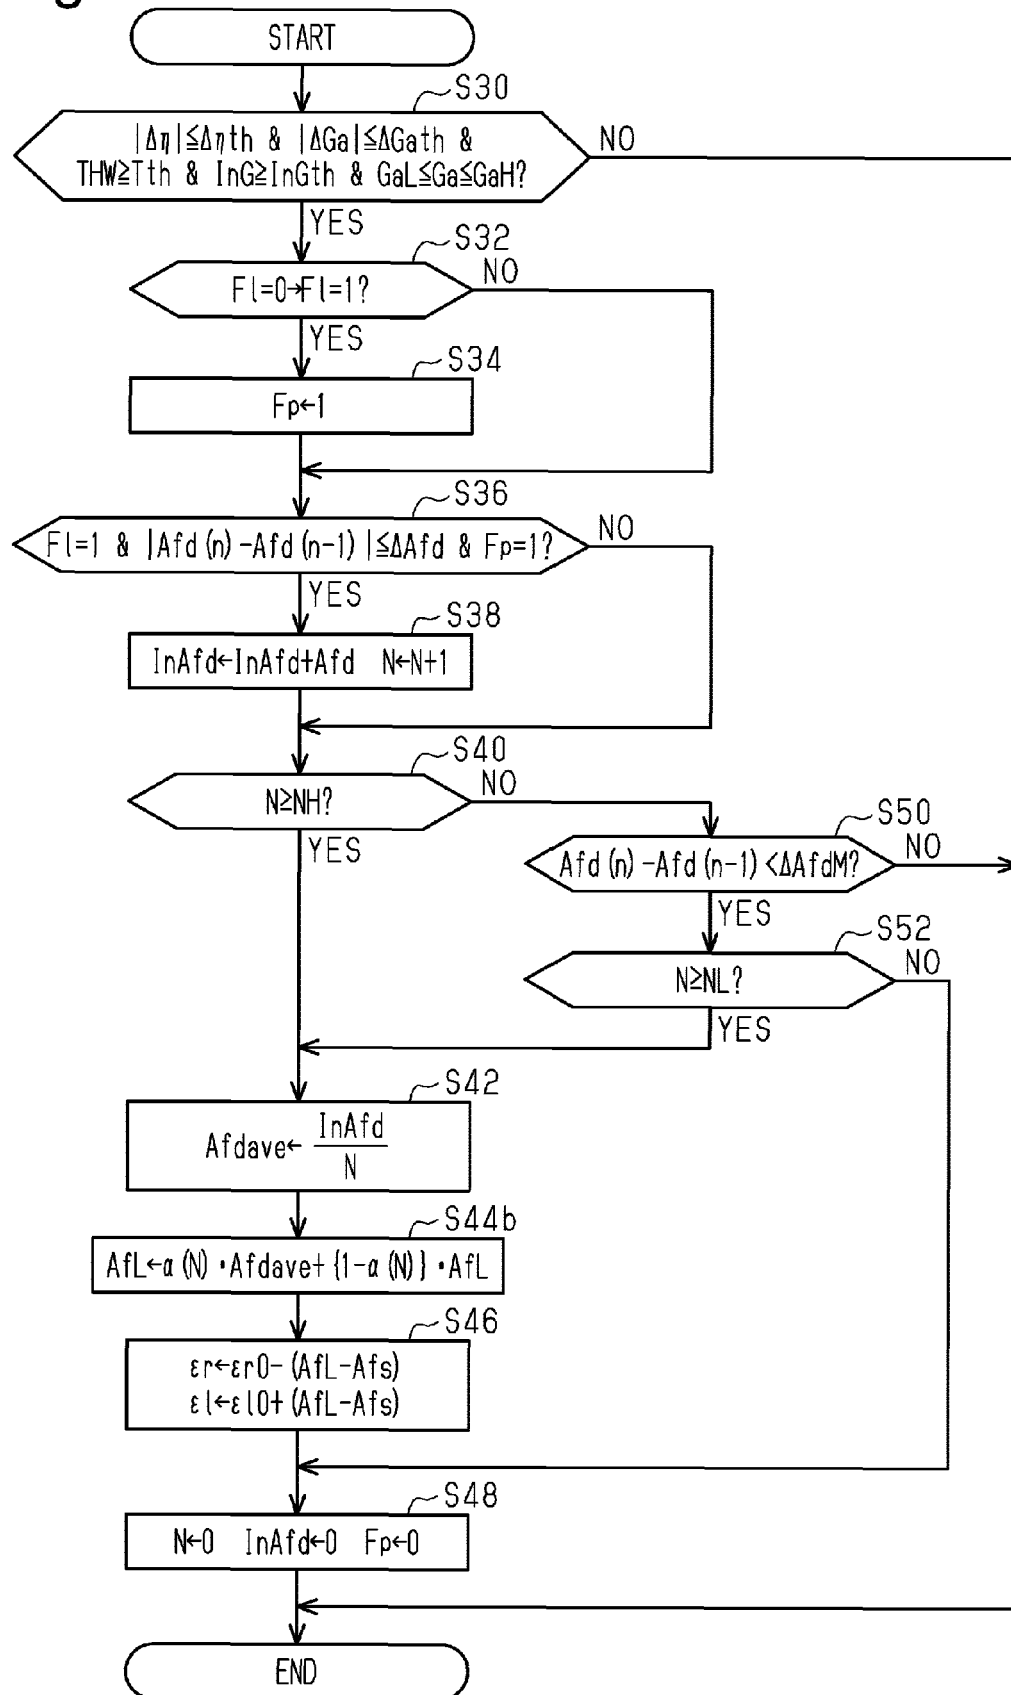 START
S30
|Δη|≦Δηth & |ΔGa|≦ΔGath &
THW≧Tth & InG≧InGth & GaL≦Ga≦GaH?
NO
YES
S32
Fl=0→Fl=1?
NO
YES
S34
Fp←1
S36
Fl=1 & |Afd(n)-Afd(n-1)|≦ΔAfd & Fp=1?
NO
YES
S38
InAfd←InAfd+Afd N←N+1
S40
N≧NH?
NO
YES
S50
Afd(n)-Afd(n-1)<ΔAfdM?
NO
YES
S52
N≧NL?
NO
YES
S42
Afdave← InAfd
N
S44b
AfL←α(N)·Afdave+{1-α(N)}·AfL
S46
εr←εr0-(AfL-Afs)
εl←εl0+(AfL-Afs)
S48
N←0 InAfd←0 Fp←0
END